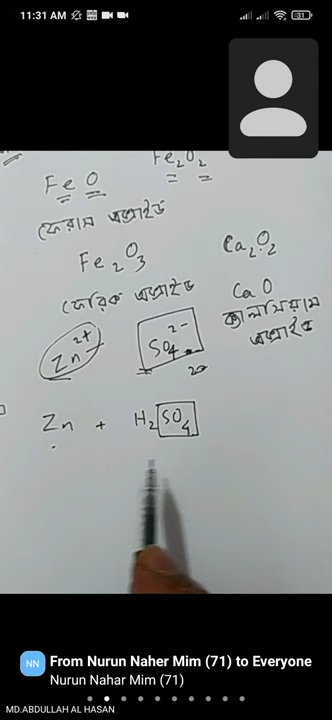 11:31 AM
31
Fe₂O₂
FeO
ফেরাস অক্সাইড
Fe₂O₃
Ca₂O₂
ফেরিক অক্সাইড
CaO
ক্যালসিয়াম অক্সাইড
Zn²⁺
SO₄²⁻
Zn + H₂SO₄
NN
From Nurun Naher Mim (71) to Everyone
Nurun Nahar Mim (71)
MD.ABDULLAH AL HASAN